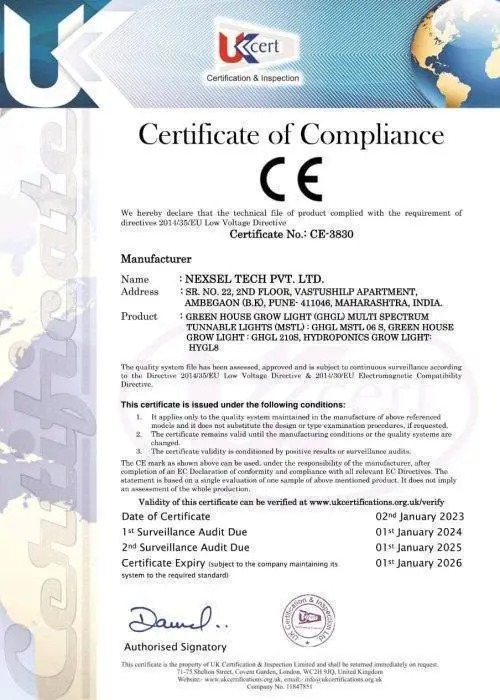 UK
UKcert
Certification & Inspection
Certificate
Certificate of Compliance
CE
We hereby declare that the technical file of product complied with the requirement of
directives 2014/35/EU Low Voltage Directive
Certificate No.: CE-3830
Manufacturer
Name : NEXSEL TECH PVT. LTD.
Address : SR. NO. 22, 2ND FLOOR, VASTUSHILP APARTMENT,
AMBEGAON (B.K), PUNE- 411046, MAHARASHTRA, INDIA.
Product : GREEN HOUSE GROW LIGHT (GHGL) MULTI SPECTRUM
TUNNABLE LIGHTS (MSTL) : GHGL MSTL 06 S, GREEN HOUSE
GROW LIGHT : GHGL 210S, HYDROPONICS GROW LIGHT:
HYGL8
The quality system file has been assessed, approved and is subject to continuous surveillance according
to the Directive 2014/35/EU Low Voltage Directive & 2014/30/EU Electromagnetic Compatibility
Directive.
This certificate is issued under the following conditions:
1. It applies only to the quality system maintained in the manufacture of above referenced
models and it does not substitute the design or type examination procedures, if requested.
2. The certificate remains valid until the manufacturing conditions or the quality systems are
changed.
3. The certificate validity is conditioned by positive results or surveillance audits.
The CE mark as shown above can be used, under the responsibility of the manufacturer, after
completion of an EC Declaration of conformity and compliance with all relevant EC Directives. The
statement is based on a single evaluation of one sample of above mentioned product. It does not imply
an assessment of the whole production.
Validity of this certificate can be verified at www.ukcertifications.org.uk/verify
Date of Certificate 02nd January 2023
1st Surveillance Audit Due 01st January 2024
2nd Surveillance Audit Due 01st January 2025
Certificate Expiry (subject to the company maintaining its 01st January 2026
system to the required standard)
Authorised Signatory
This certificate is the property of UK Certification & Inspection Limited and shall be returned immediately on request.
71-75 Shelton Street, Covent Garden, London, WC2H 9JQ, United Kingdom
Website:- www.ukcertifications.org.uk, email:- info@ukcertifications.org.uk
Company No. 11847851